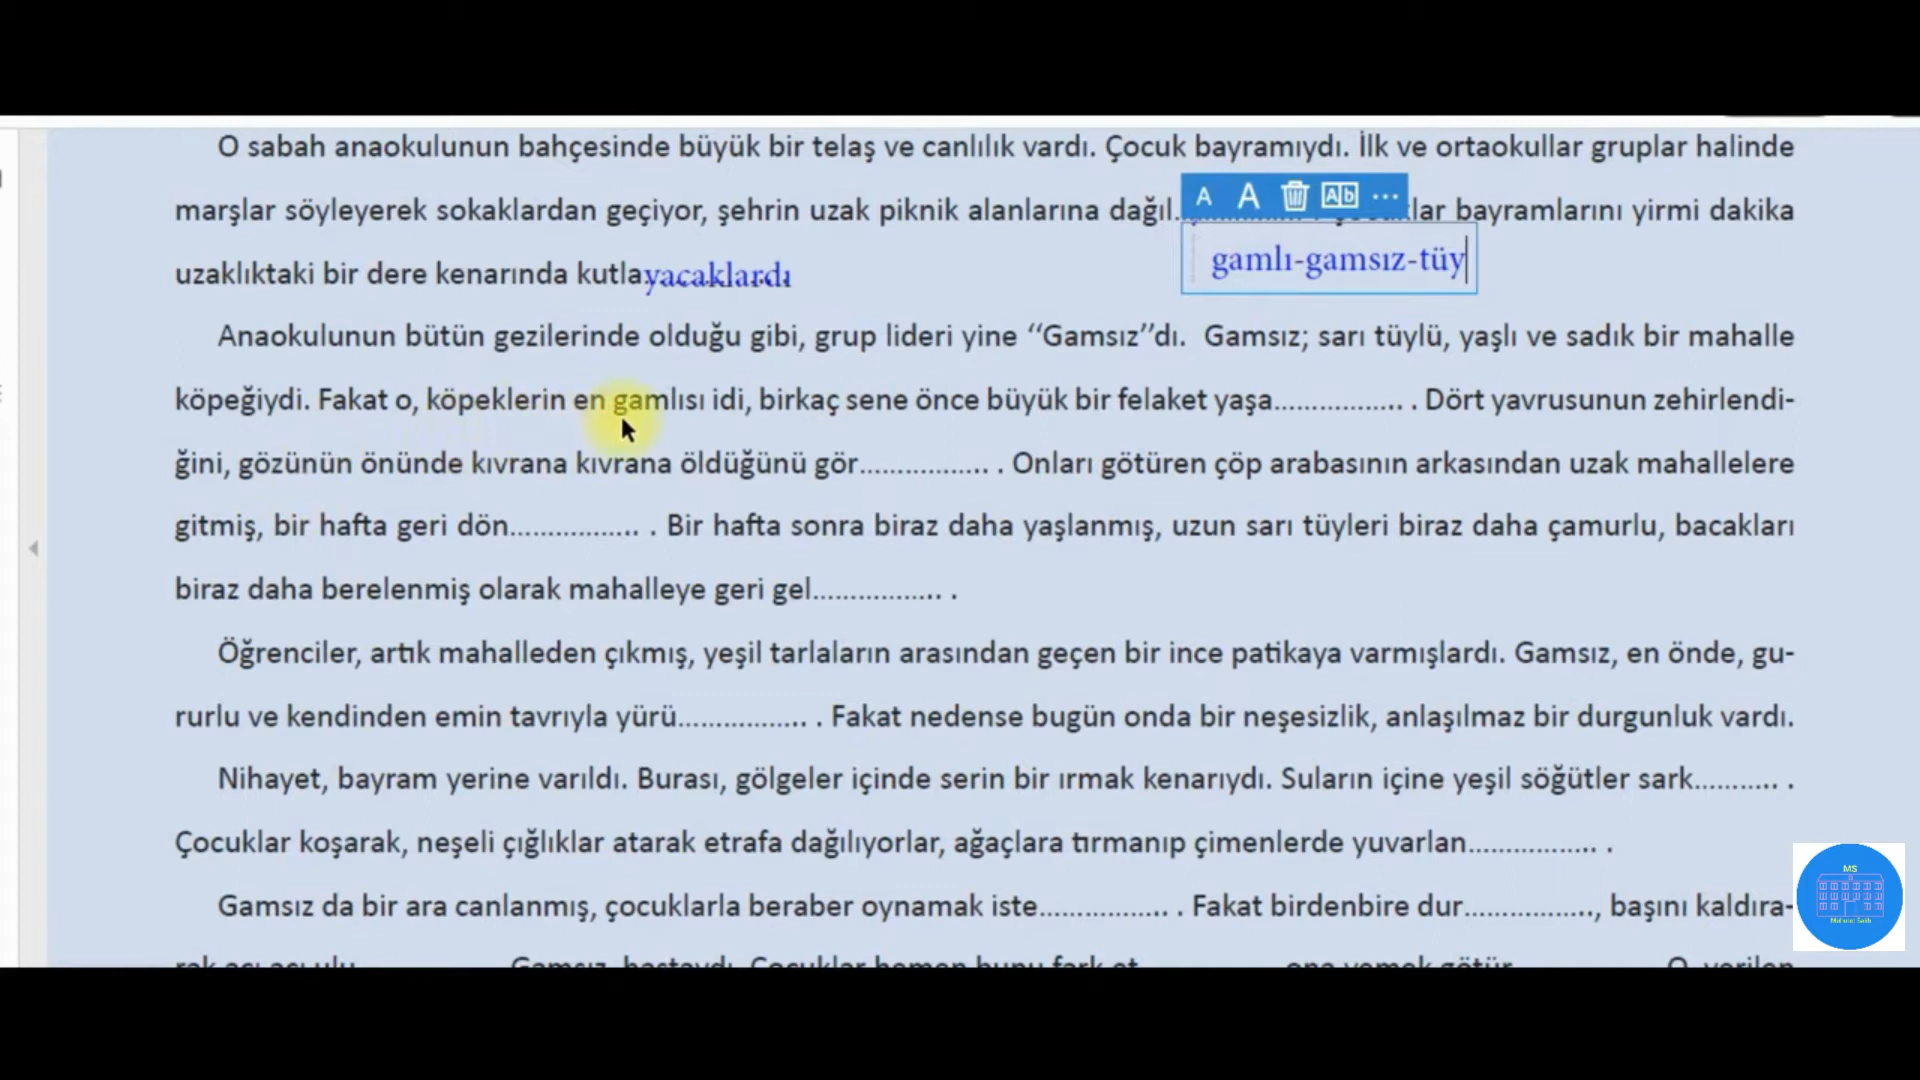 O sabah anaokulunun bahçesinde büyük bir telaş ve canlılık vardı. Çocuk bayramıydı. İlk ve ortaokullar gruplar halinde
A A Ab ...
marşlar söyleyerek sokaklardan geçiyor, şehrin uzak piknik alanlarına dağıl. bayramlarını yirmi dakika
gamlı-gamsız-tüy
uzaklıktaki bir dere kenarında kutla yacaklardı
Anaokulunun bütün gezilerinde olduğu gibi, grup lideri yine ‘‘Gamsız’’dı. Gamsız; sarı tüylü, yaşlı ve sadık bir mahalle
köpeğiydi. Fakat o, köpeklerin en gamlısı idi, birkaç sene önce büyük bir felaket yaşa................ . Dört yavrusunun zehirlendi-
ğini, gözünün önünde kıvrana kıvrana öldüğünü gör................ . Onları götüren çöp arabasının arkasından uzak mahallelere
gitmiş, bir hafta geri dön................ . Bir hafta sonra biraz daha yaşlanmış, uzun sarı tüyleri biraz daha çamurlu, bacakları
biraz daha berelenmiş olarak mahalleye geri gel................ .
Öğrenciler, artık mahalleden çıkmış, yeşil tarlaların arasından geçen bir ince patikaya varmışlardı. Gamsız, en önde, gu-
rurlu ve kendinden emin tavrıyla yürü................ . Fakat nedense bugün onda bir neşesizlik, anlaşılmaz bir durgunluk vardı.
Nihayet, bayram yerine varıldı. Burası, gölgeler içinde serin bir ırmak kenarıydı. Suların içine yeşil söğütler sark.......... .
Çocuklar koşarak, neşeli çığlıklar atarak etrafa dağılıyorlar, ağaçlara tırmanıp çimenlerde yuvarlan................ .
Gamsız da bir ara canlanmış, çocuklarla beraber oynamak iste................ . Fakat birdenbire dur................, başını kaldıra-
MS